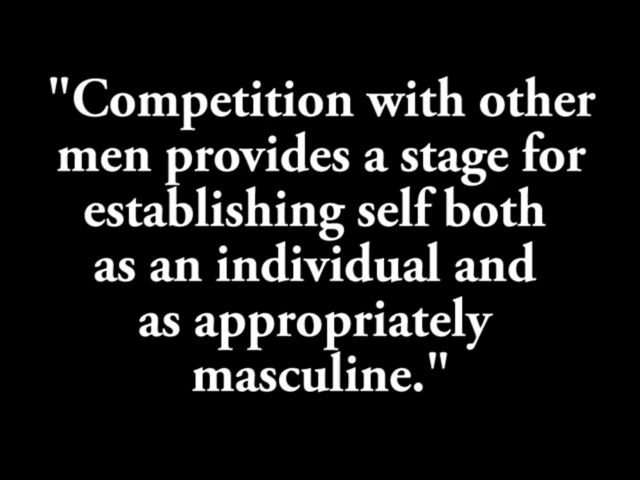 "Competition with other
men provides a stage for
establishing self both
as an individual and
as appropriately
masculine."